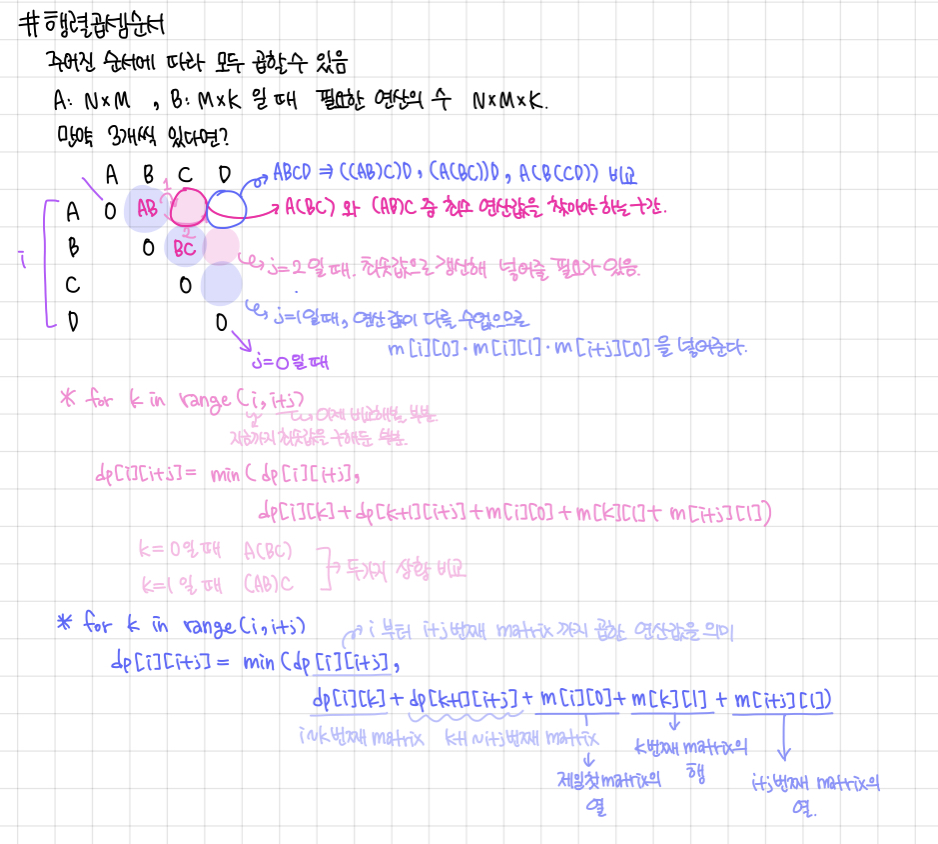 # 행렬곱셈순서
주어진 순서에 따라 모두 곱할 수 있음
A: N×M , B: M×K 일 때 필요한 연산의 수 N×M×K.
만약 3개씩 있다면?
A B C D
ABCD ⇒ ((AB)C)D, (A(BC))D, A(B(CD)) 비교
1
A 0 AB
A(BC) 와 (AB)C 중 최소 연산값을 찾아야 하는 구간.
i
B 0 BC
2
j=2일 때. 최솟값으로 갱신해 넣어줄 필요가 있음.
C 0
j=1일때, 연산 값이 다를 수 없으므로
D 0
m[i][0]·m[i][1]·m[i+j][0]을 넣어준다.
j=0일 때
* for k in range(i, i+j)
이제 비교해볼 부분
지금까지 최솟값을 구해둔 부분.
dp[i][i+j] = min( dp[i][i+j],
dp[i][k]+dp[k+1][i+j]+m[i][0]+m[k][1]+ m[i+j][1])
k=0일 때 A(BC)
k=1일 때 (AB)C
두가지 상황 비교
* for k in range(i, i+j)
i부터 i+j번째 matrix 까지 곱한 연산값을 의미
dp[i][i+j] = min(dp[i][i+j],
dp[i][k] + dp[k+1][i+j] + m[i][0] + m[k][1] + m[i+j][1])
i~k번째 matrix k+1~i+j번째 matrix
k번째 matrix의
행
제일첫matrix의
열
i+j번째 matrix의
열.